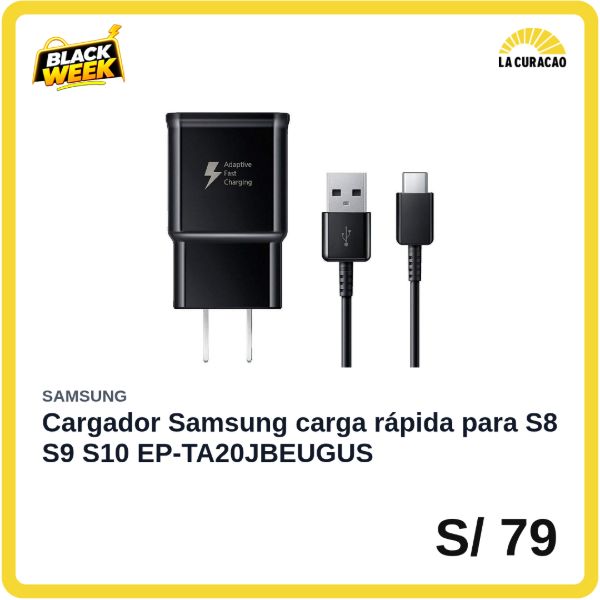 BLACK
WEEK
LA CURACAO
Adaptive
Fast
Charging
SAMSUNG
Cargador Samsung carga rápida para S8
S9 S10 EP-TA20JBEUGUS
S/ 79